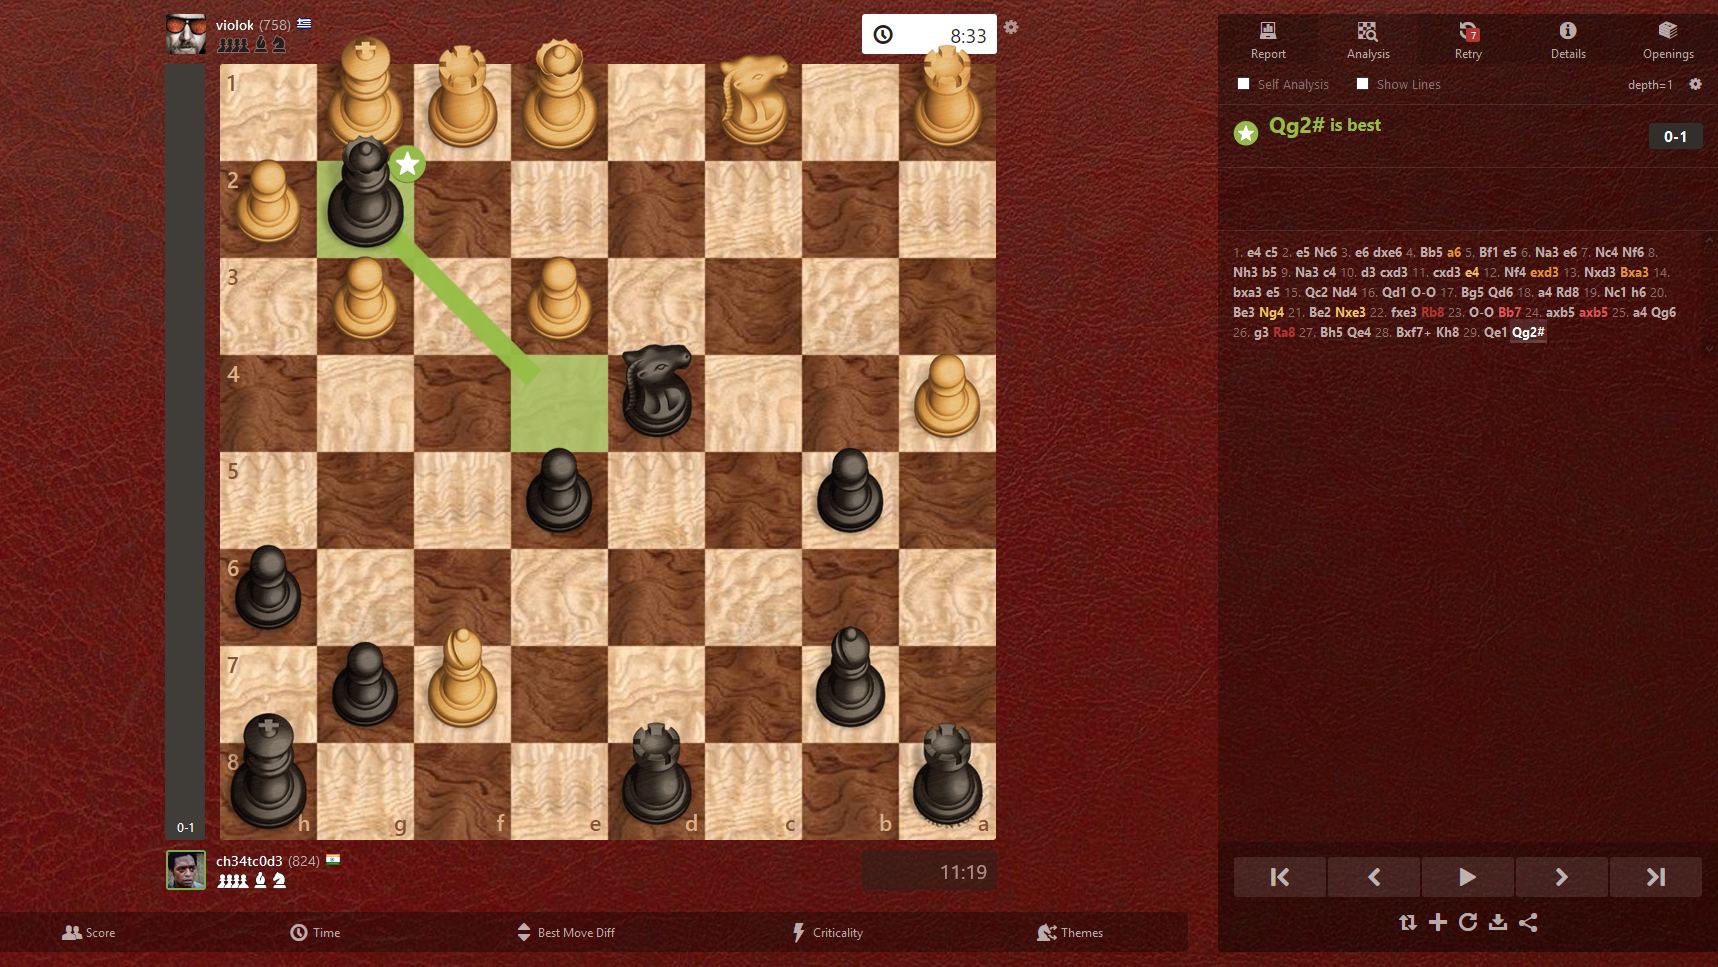 violok (758)
8:33
Report
Analysis
Retry
7
Details
Openings
Self Analysis
Show Lines
depth=1
Qg2# is best
0-1
1. e4 c5 2. e5 Nc6 3. e6 dxe6 4. Bb5 a6 5. Bf1 e5 6. Na3 e6 7. Nc4 Nf6 8.
Nh3 b5 9. Na3 c4 10. d3 cxd3 11. cxd3 e4 12. Nf4 exd3 13. Nxd3 Bxa3 14.
bxa3 e5 15. Qc2 Nd4 16. Qd1 O-O 17. Bg5 Qd6 18. a4 Rd8 19. Nc1 h6 20.
Be3 Ng4 21. Be2 Nxe3 22. fxe3 Rb8 23. O-O Bb7 24. axb5 axb5 25. a4 Qg6
26. g3 Ra8 27. Bh5 Qe4 28. Bxf7+ Kh8 29. Qe1 Qg2#
1
2
3
4
5
6
7
8
h g f e d c b a
0-1
ch34tc0d3 (824)
11:19
Score
Time
Best Move Diff
Criticality
Themes